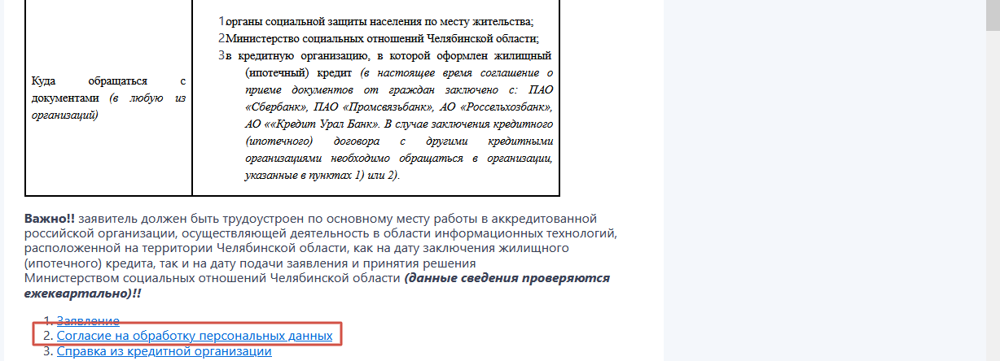 Куда обращаться с
документами (в любую из
организаций)
1органы социальной защиты населения по месту жительства;
2Министерство социальных отношений Челябинской области;
3в кредитную организацию, в которой оформлен жилищный
(ипотечный) кредит (в настоящее время соглашение о
приеме документов от граждан заключено с: ПАО
«Сбербанк», ПАО «Промсвязьбанк», АО «Россельхозбанк»,
АО ««Кредит Урал Банк». В случае заключения кредитного
(ипотечного) договора с другими кредитными
организациями необходимо обращаться в организации,
указанные в пунктах 1) или 2).
Важно!! заявитель должен быть трудоустроен по основному месту работы в аккредитованной
российской организации, осуществляющей деятельность в области информационных технологий,
расположенной на территории Челябинской области, как на дату заключения жилищного
(ипотечного) кредита, так и на дату подачи заявления и принятия решения
Министерством социальных отношений Челябинской области (данные сведения проверяются
ежеквартально)!!
1. Заявление
2. Согласие на обработку персональных данных
3. Справка из кредитной организации